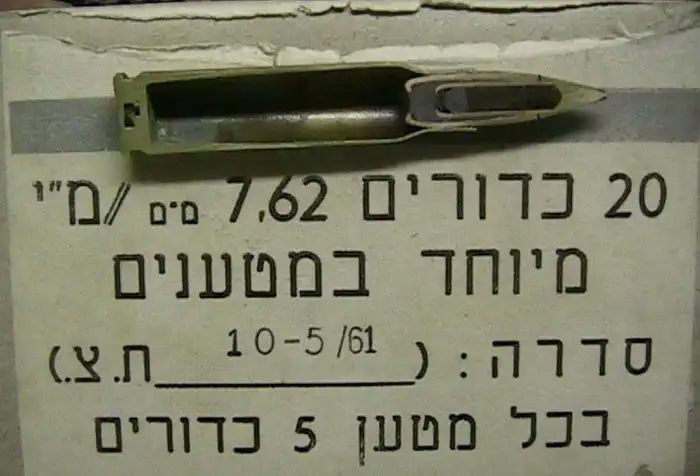 20 כדורים 7,62 מ.מ //מ"י
מיוחד במטענים
סדרה: (10-5/61 ת.צ.)
בכל מטען 5 כדורים